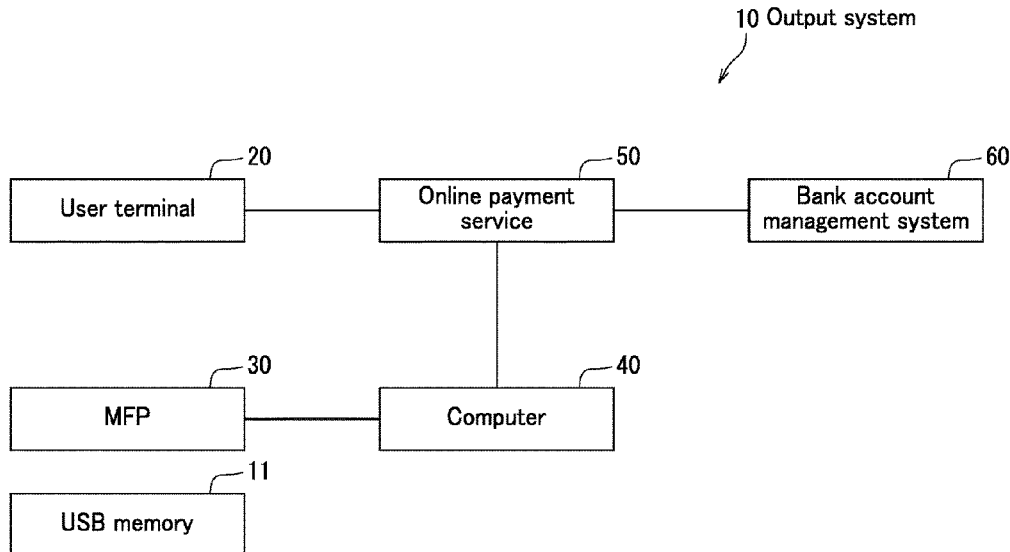 10 Output system
20
50
60
User terminal
Online payment
service
Bank account
management system
30
40
MFP
Computer
11
USB memory